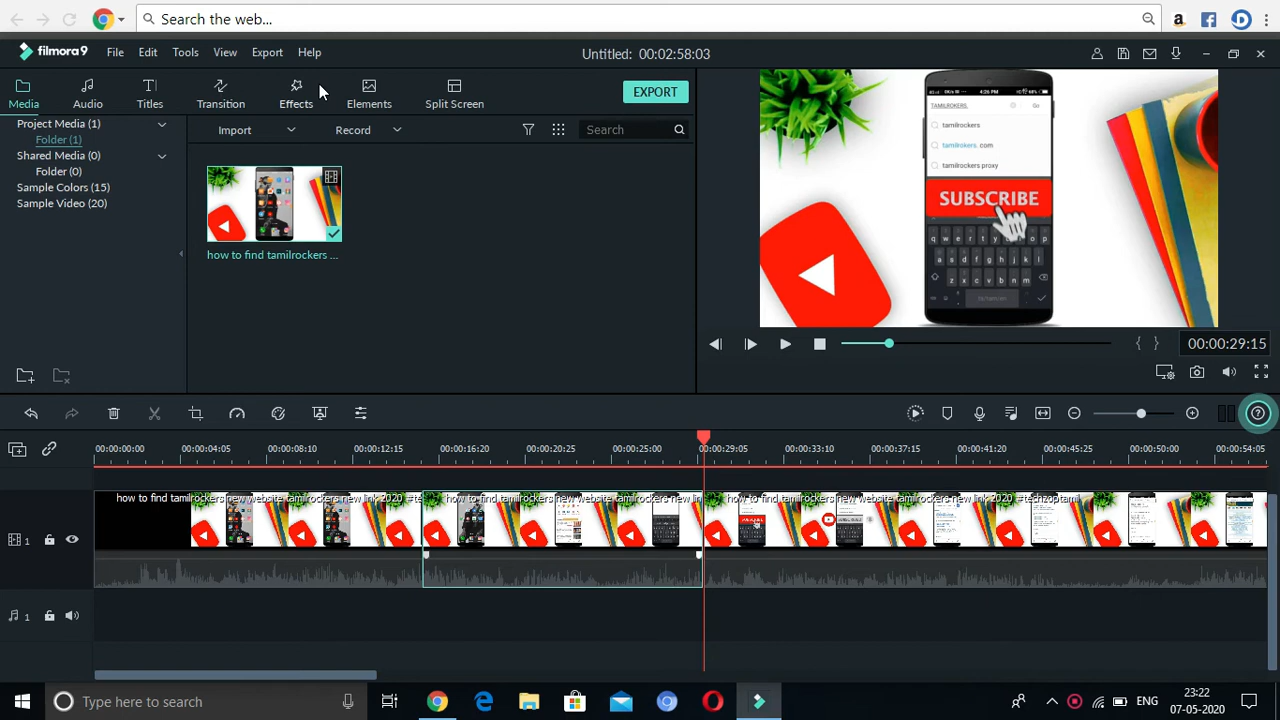 Search the web...
filmora9
File
Edit
Tools
View
Export
Help
Untitled: 00:02:58:03
Media
Audio
Titles
Transition
Effects
Elements
Split Screen
EXPORT
Project Media (1)
Folder (1)
Shared Media (0)
Folder (0)
Sample Colors (15)
Sample Video (20)
Import
Record
Search
how to find tamilrockers ...
4:26 PM
TAMILROKERS.
Go
tamilrockers
tamilrokers. com
tamilrockers proxy
SUBSCRIBE
q w e r t y u i o p
a s d f g h j k l
z x c v b n m
00:00:29:15
00:00:00:00
00:00:04:05
00:00:08:10
00:00:12:15
00:00:16:20
00:00:20:25
00:00:25:00
00:00:29:05
00:00:33:10
00:00:37:15
00:00:41:20
00:00:45:25
00:00:50:00
00:00:54:05
how to find tamilrockers new website tamilrockers new link 2020 #te
how to find tamilrockers new website tamilrockers new lin
how to find tamilrockers new website tamilrockers new link 2020 #techzoptamil
1
1
Type here to search
ENG
23:22
07-05-2020